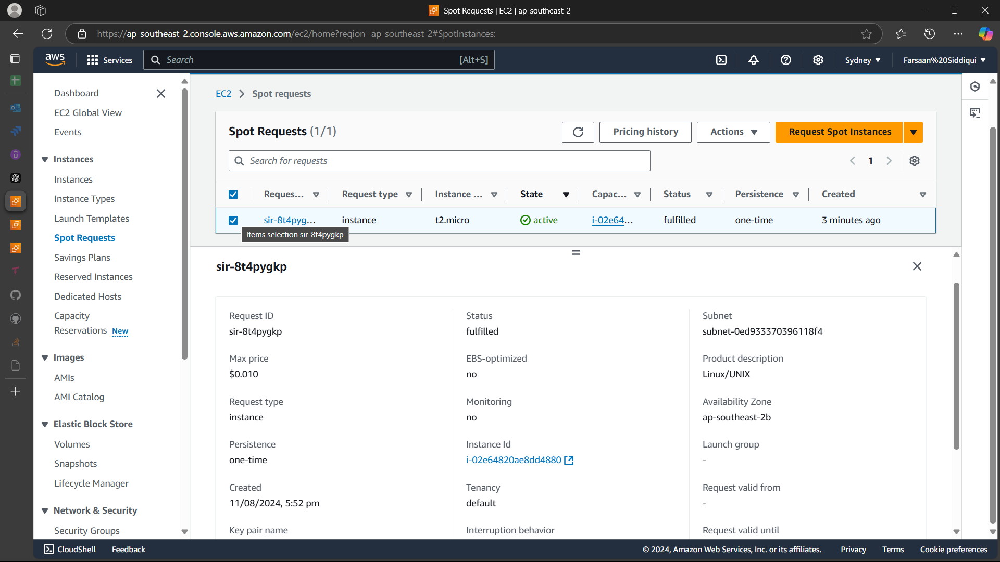 Spot Requests | EC2 | ap-southeast-2
https://ap-southeast-2.console.aws.amazon.com/ec2/home?region=ap-southeast-2#SpotInstances:
aws
Services
Search
[Alt+S]
Sydney
Farsaan%20Siddiqui
Dashboard
EC2 Global View
Events
Instances
Instances
Instance Types
Launch Templates
Spot Requests
Savings Plans
Reserved Instances
Dedicated Hosts
Capacity
Reservations New
Images
AMIs
AMI Catalog
Elastic Block Store
Volumes
Snapshots
Lifecycle Manager
Network & Security
Security Groups
EC2 > Spot requests
Spot Requests (1/1)
Pricing history
Actions
Request Spot Instances
Search for requests
1
Reques... Request type Instance ... State Capac... Status Persistence Created
sir-8t4pyg... instance t2.micro active i-02e64... fulfilled one-time 3 minutes ago
Items selection sir-8t4pygkp
sir-8t4pygkp
Request ID
sir-8t4pygkp
Max price
$0.010
Request type
instance
Persistence
one-time
Created
11/08/2024, 5:52 pm
Key pair name
Status
fulfilled
EBS-optimized
no
Monitoring
no
Instance Id
i-02e64820ae8dd4880
Tenancy
default
Interruption behavior
Subnet
subnet-0ed933370396118f4
Product description
Linux/UNIX
Availability Zone
ap-southeast-2b
Launch group
-
Request valid from
-
Request valid until
CloudShell
Feedback
© 2024, Amazon Web Services, Inc. or its affiliates.
Privacy
Terms
Cookie preferences